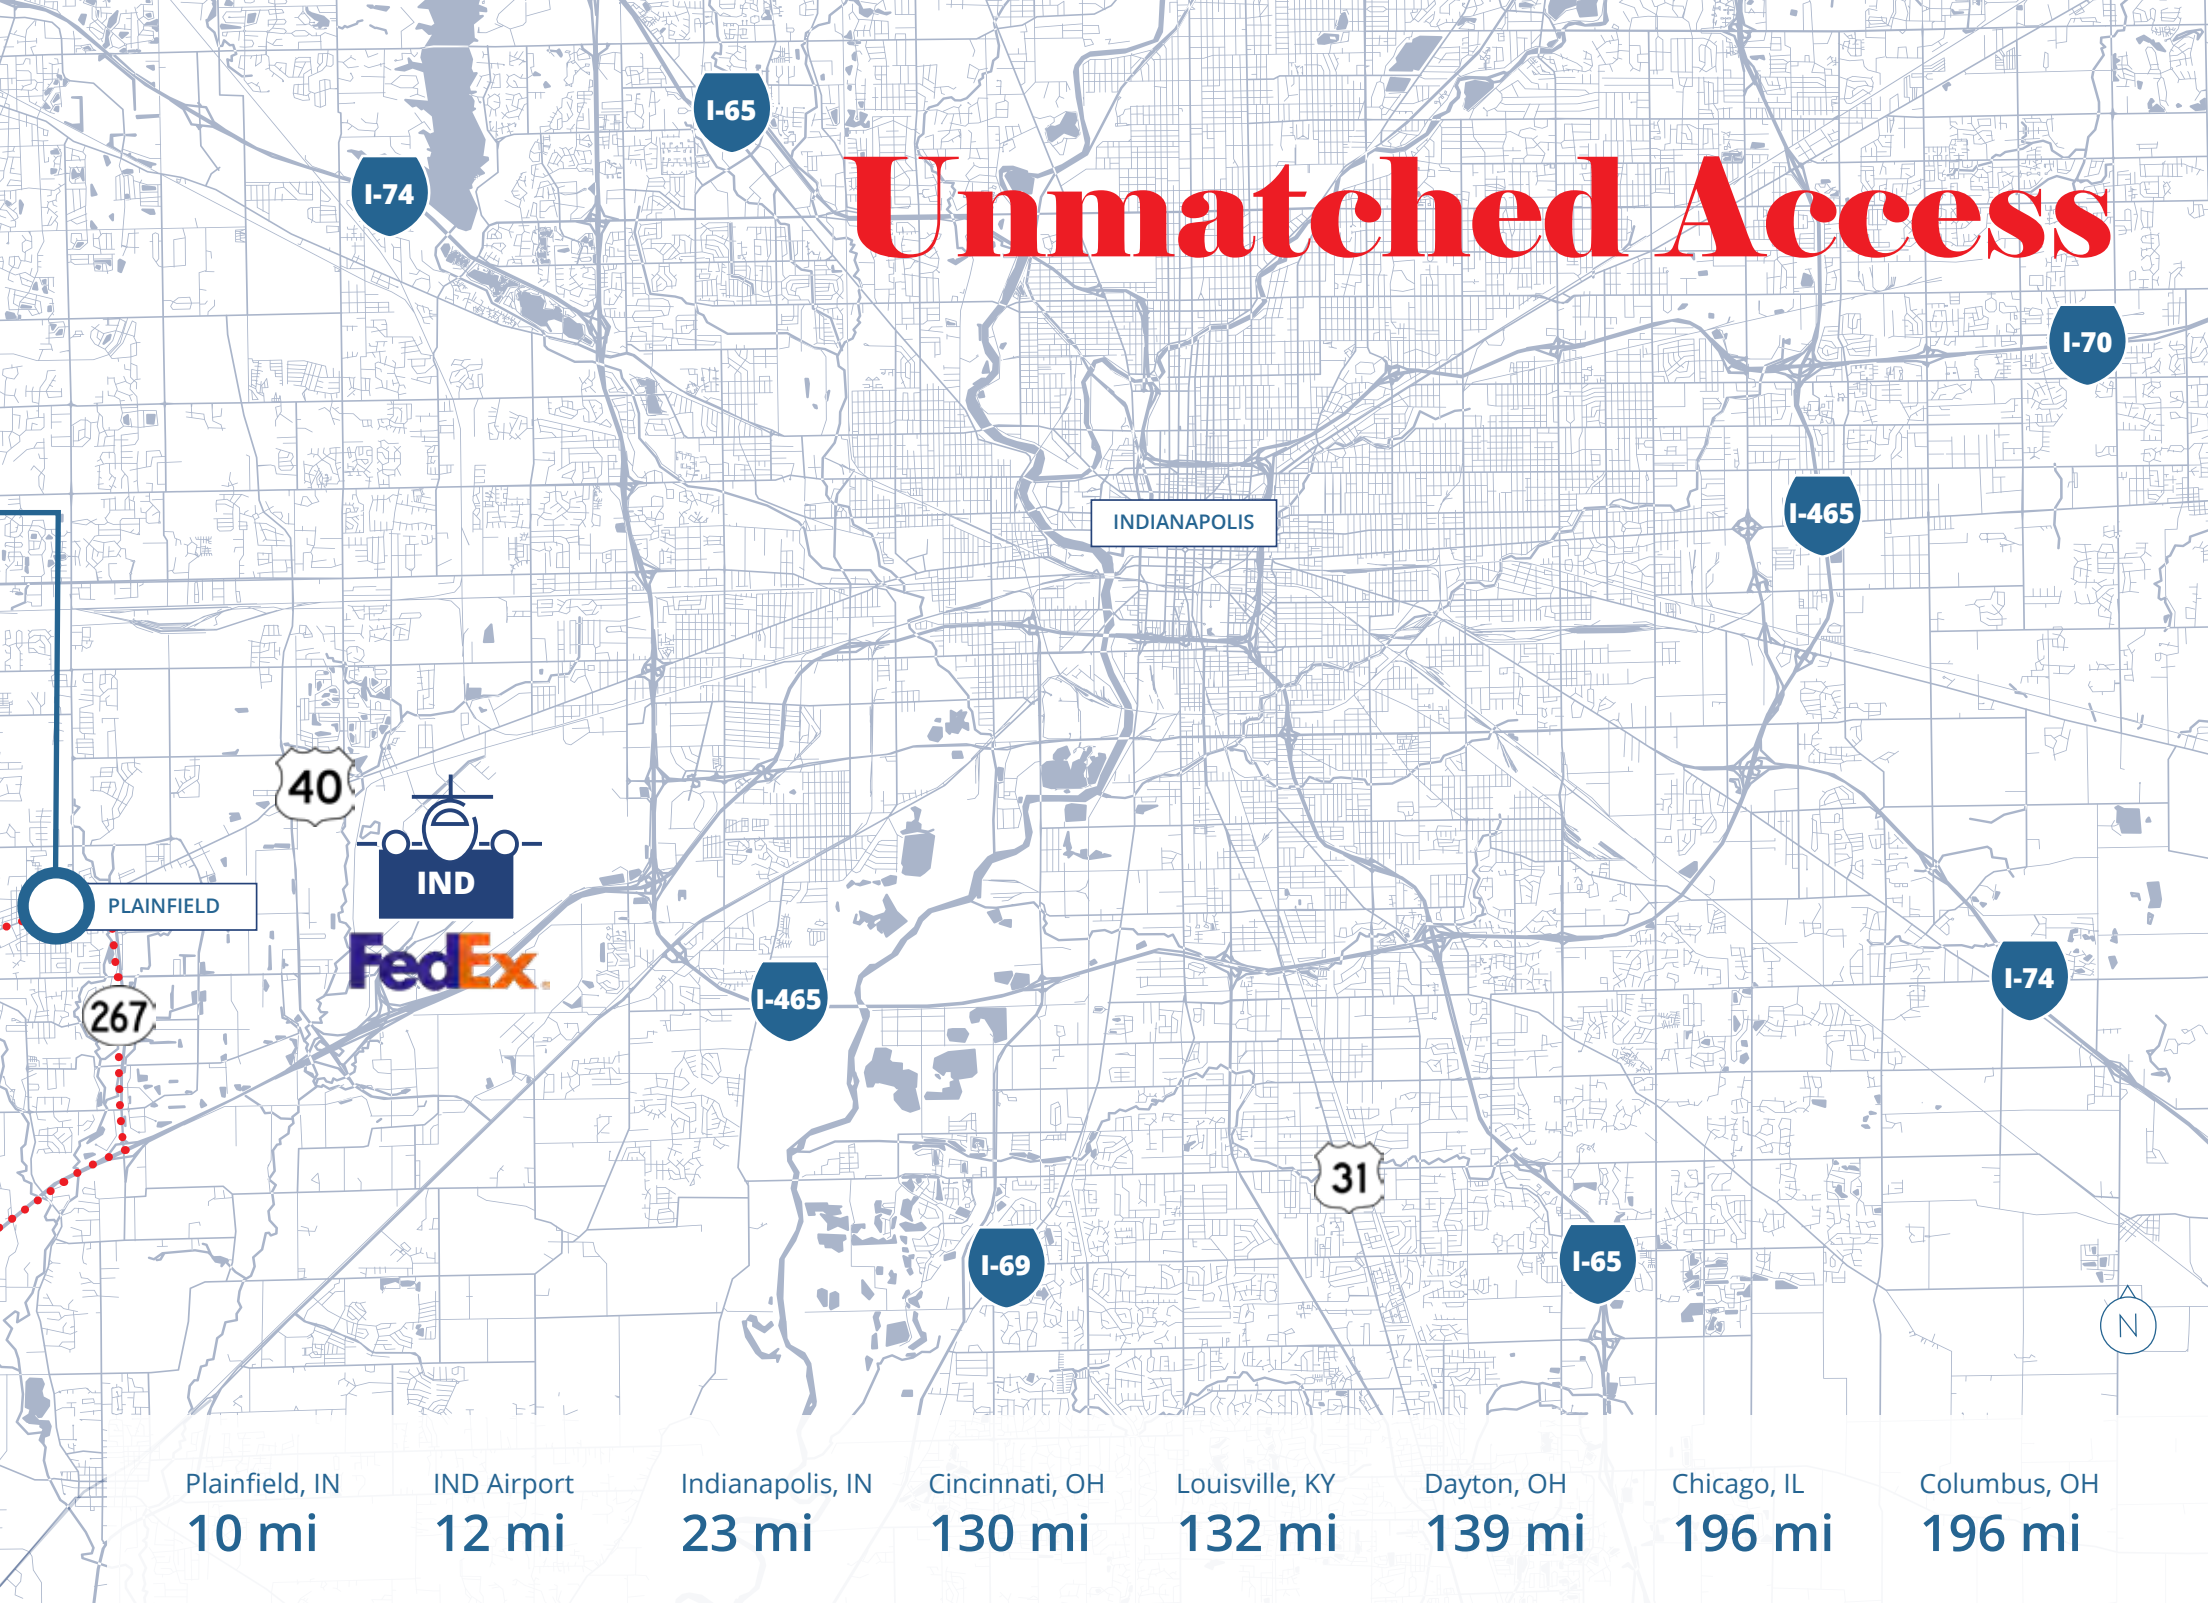 I-65
I-74
Unmatched Access
I-70
I-465
INDIANAPOLIS
40
IND
PLAINFIELD
FedEx
267
I-465
I-74
31
I-69
I-65
N
Plainfield, IN
10 mi
IND Airport
12 mi
Indianapolis, IN
23 mi
Cincinnati, OH
130 mi
Louisville, KY
132 mi
Dayton, OH
139 mi
Chicago, IL
196 mi
Columbus, OH
196 mi